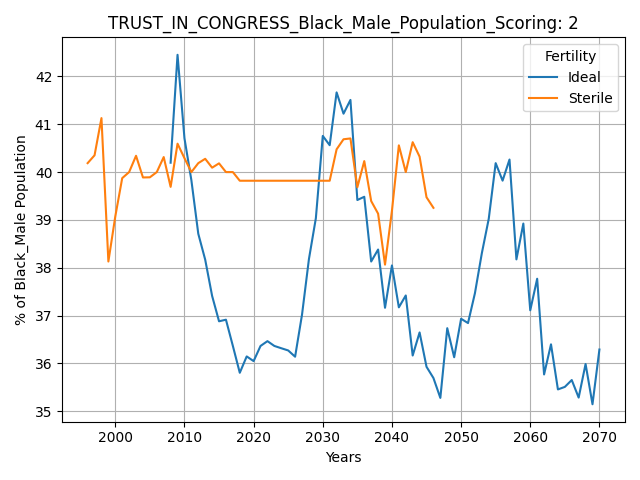 TRUST_IN_CONGRESS_Black_Male_Population_Scoring: 2
Fertility
Ideal
Sterile
% of Black_Male Population
42
41
40
39
38
37
36
35
2000 2010 2020 2030 2040 2050 2060 2070
Years